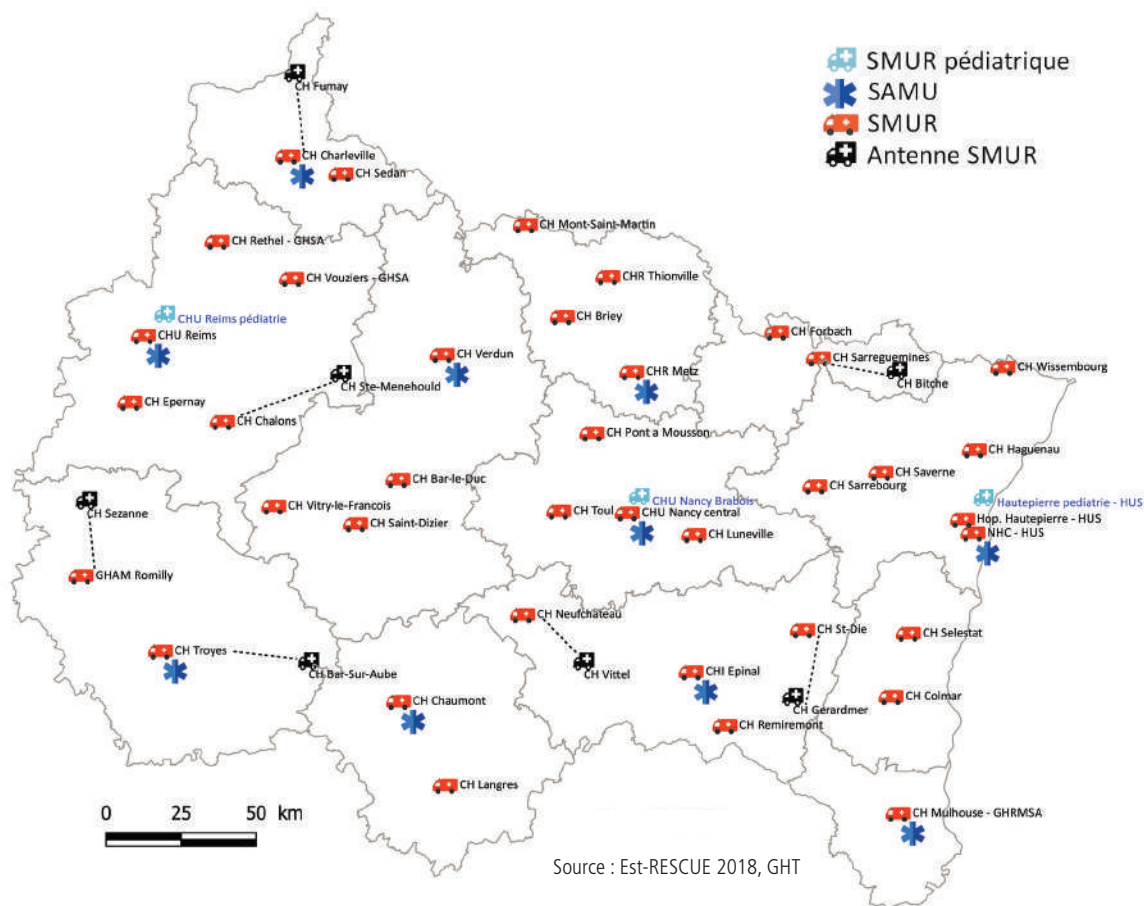 SMUR pédiatrique
SAMU
SMUR
Antenne SMUR
CH Fumay
CH Charleville
CH Sedan
CH Mont-Saint-Martin
CH Rethel - GHSA
CH Vouziers - GHSA
CHR Thionville
CHU Reims pédiatrie
CHU Reims
CH Briey
CH Forbach
CH Verdun
CH Sarreguemines
CH Wissembourg
CHR Metz
CH Bitche
CH Ste-Menehould
CH Epernay
CH Chalons
CH Pont a Mousson
CH Haguenau
CH Saverne
CH Bar-le-Duc
CH Sarrebourg
CHU Nancy Brabois
Hautepierre pediatrie - HUS
CH Vitry-le-Francois
CH Sezanne
CH Toul
CHU Nancy central
CH Saint-Dizier
Hop. Hautepierre - HUS
NHC - HUS
CH Luneville
GHAM Romilly
CH Neufchateau
CH St-Die
CH Selestat
CH Troyes
CH Bar-Sur-Aube
CH Vittel
CHI Epinal
CH Colmar
CH Chaumont
CH Gerardmer
CH Remiremont
CH Langres
0 25 50 km
CH Mulhouse - GHRMSA
Source : Est-RESCUE 2018, GHT